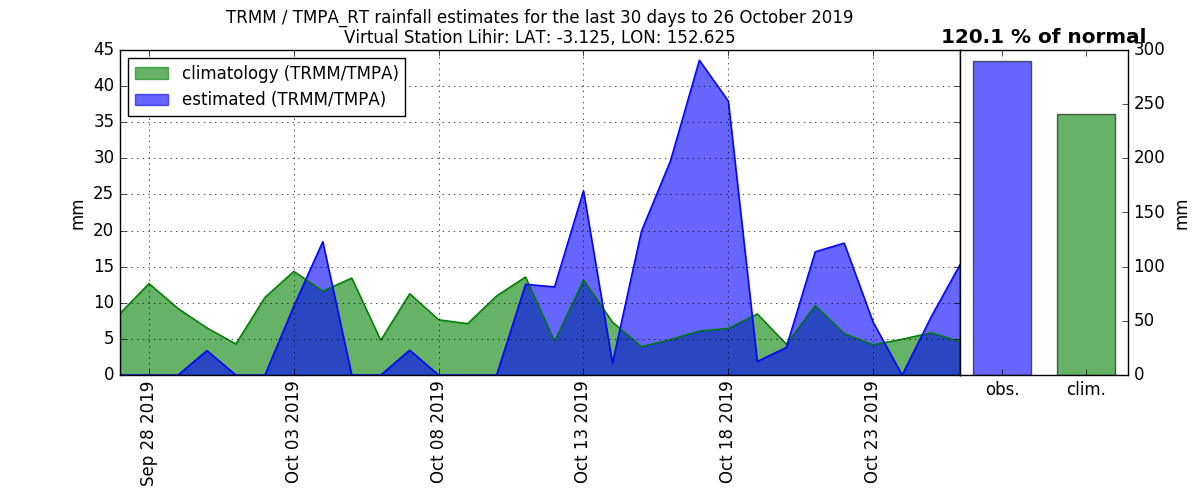 TRMM / TMPA_RT rainfall estimates for the last 30 days to 26 October 2019
Virtual Station Lihir: LAT: -3.125, LON: 152.625
120.1 % of normal
climatology (TRMM/TMPA)
estimated (TRMM/TMPA)
mm
45
40
35
30
25
20
15
10
5
0
Sep 28 2019
Oct 03 2019
Oct 08 2019
Oct 13 2019
Oct 18 2019
Oct 23 2019
300
250
200
150
100
50
0
mm
obs.
clim.